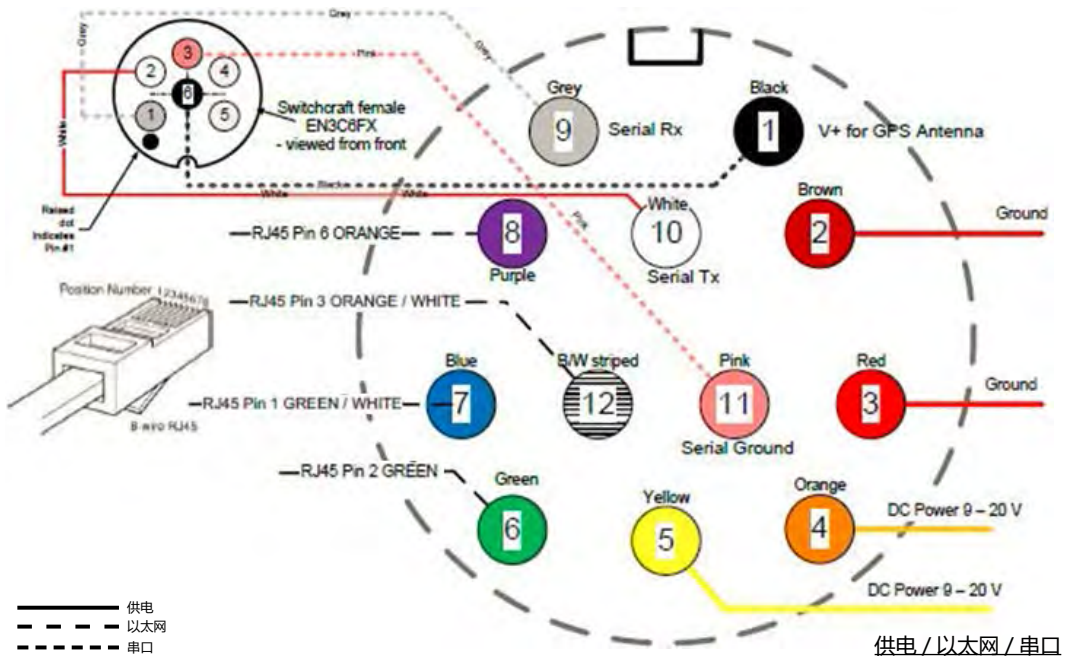 Grey
Grey
Grey
Pink
3
2
4
6
1
5
White
Switchcraft female
EN3C6FX
- viewed from front
Grey
9
Serial Rx
Black
1
V+ for GPS Antenna
Black
White
White
Pink
Raised
dot
Indicates
Pin #1
RJ45 Pin 6 ORANGE
8
Purple
White
10
Serial Tx
Brown
2
Ground
Position Number 12345678
RJ45 Pin 3 ORANGE / WHITE
Blue
7
B/W striped
12
Pink
11
Serial Ground
Red
3
Ground
RJ45 Pin 1 GREEN / WHITE
8-wire RJ45
RJ45 Pin 2 GREEN
Green
6
Yellow
5
Orange
4
DC Power 9 – 20 V
DC Power 9 – 20 V
供电
以太网
串口
供电 / 以太网 / 串口